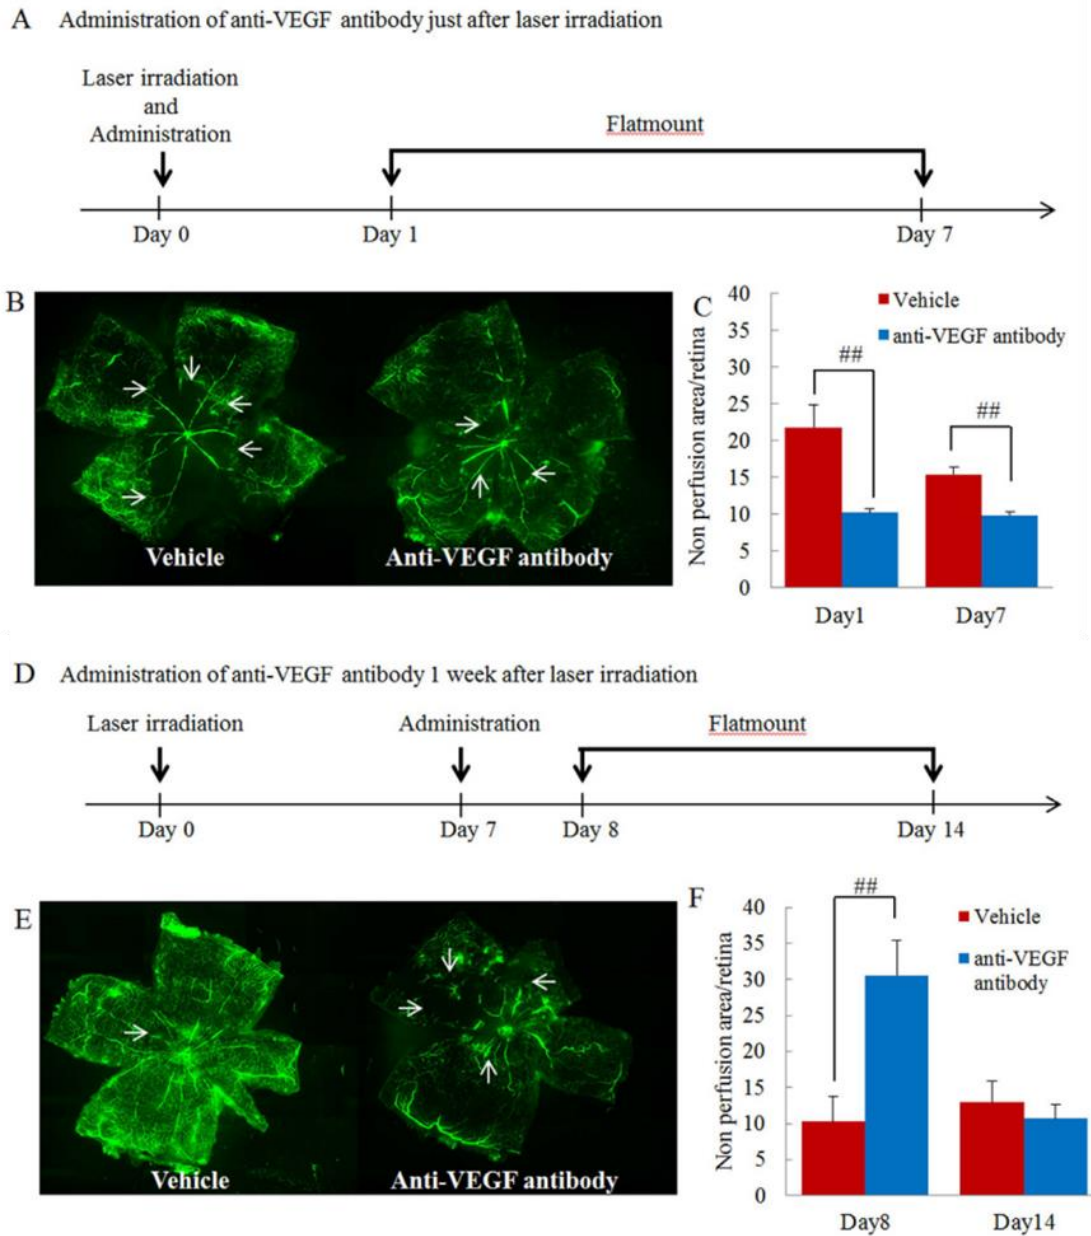 A Administration of anti-VEGF antibody just after laser irradiation
Laser irradiation
and
Administration
Flatmount
Day 0
Day 1
Day 7
B
Vehicle
Anti-VEGF antibody
C
Non perfusion area/retina
40
35
30
25
20
15
10
5
0
Vehicle
anti-VEGF antibody
##
##
Day1
Day7
D Administration of anti-VEGF antibody 1 week after laser irradiation
Laser irradiation
Administration
Flatmount
Day 0
Day 7
Day 8
Day 14
E
Vehicle
Anti-VEGF antibody
F
Non perfusion area/retina
40
35
30
25
20
15
10
5
0
##
Vehicle
anti-VEGF
antibody
Day8
Day14